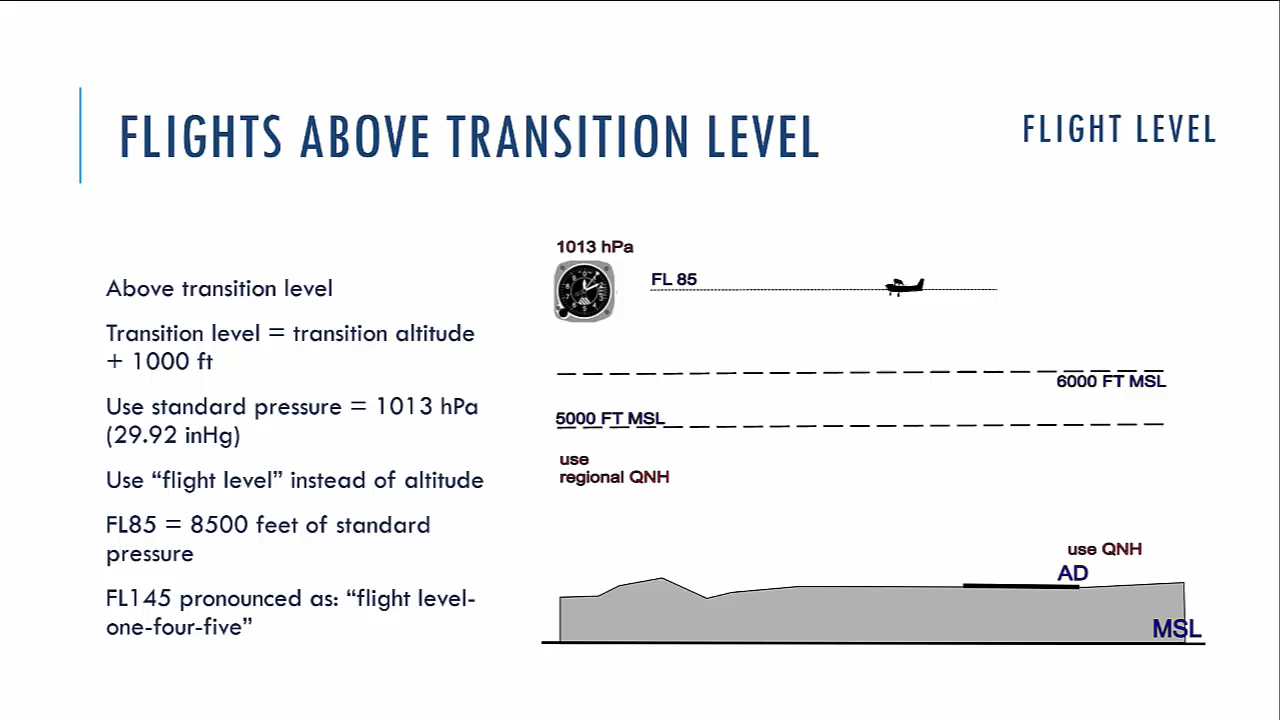 FLIGHTS ABOVE TRANSITION LEVEL
FLIGHT LEVEL
Above transition level
Transition level = transition altitude
+ 1000 ft
Use standard pressure = 1013 hPa
(29.92 inHg)
Use “flight level” instead of altitude
FL85 = 8500 feet of standard
pressure
FL145 pronounced as: “flight level-
one-four-five”
1013 hPa
FL 85
6000 FT MSL
5000 FT MSL
use
regional QNH
use QNH
AD
MSL